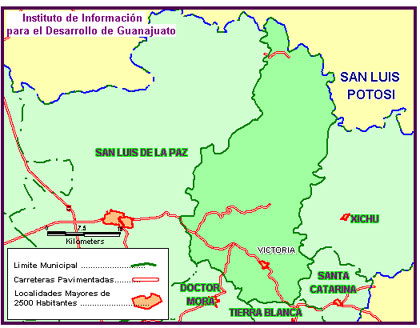 Instituto de Información
para el Desarrollo de Guanajuato
SAN LUIS
POTOSI
SAN LUIS DE LA PAZ
XICHU
0 7.5 15
Kilometers
VICTORIA
Limite Municipal
Carreteras Pavimentadas
Localidades Mayores de
2500 Habitantes
SANTA
CATARINA
DOCTOR
MORA
TIERRA BLANCA